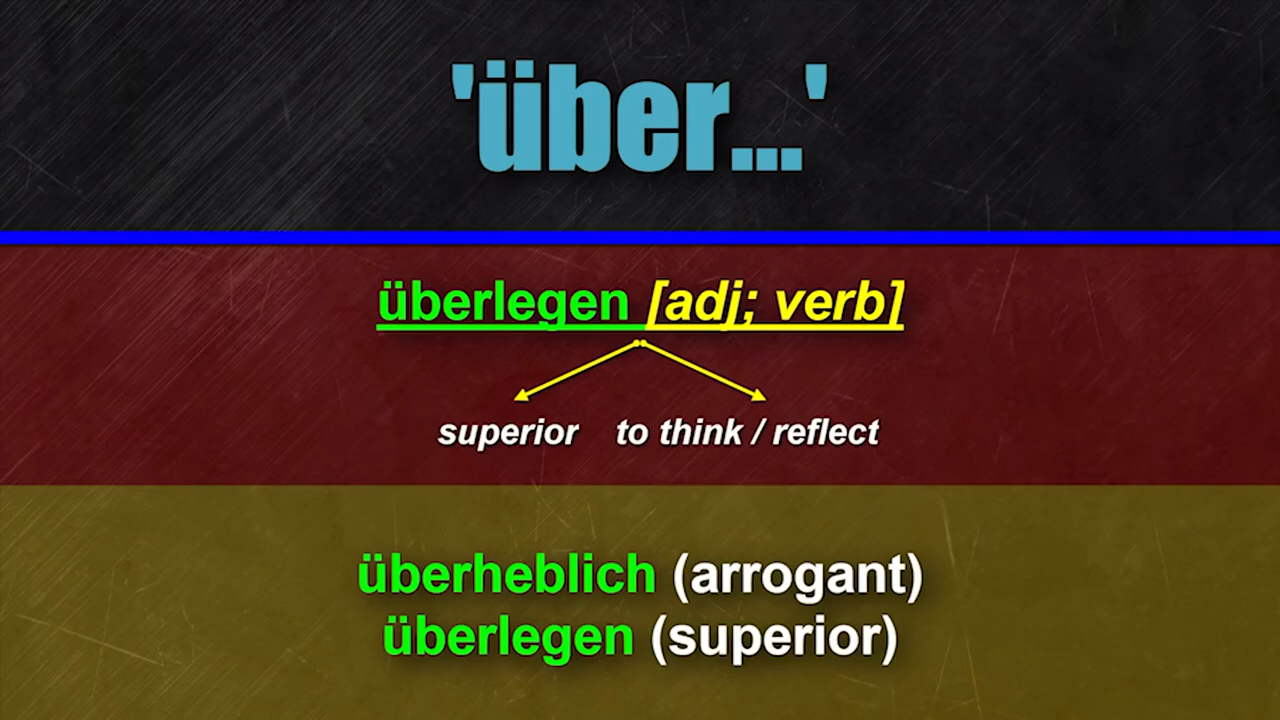 'über...'
überlegen [adj; verb]
superior to think / reflect
überheblich (arrogant)
überlegen (superior)